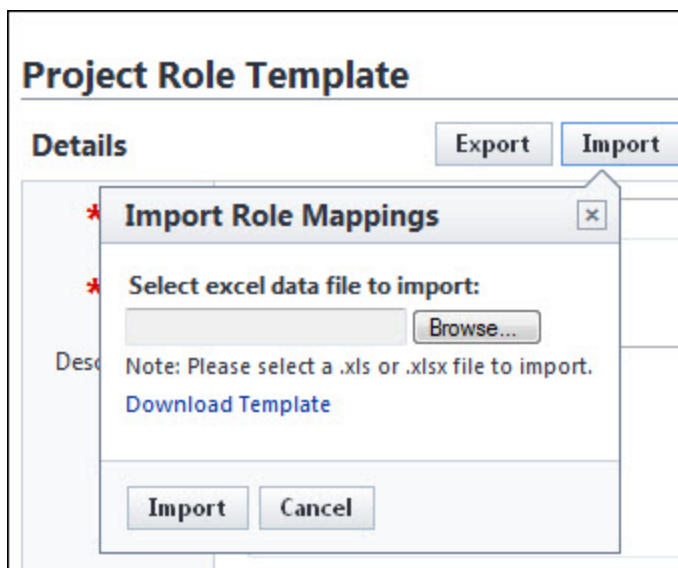 Project Role Template
Details
Export
Import
*
Import Role Mappings
×
*
Select excel data file to import:
Browse...
Desc
Note: Please select a .xls or .xlsx file to import.
Download Template
Import
Cancel